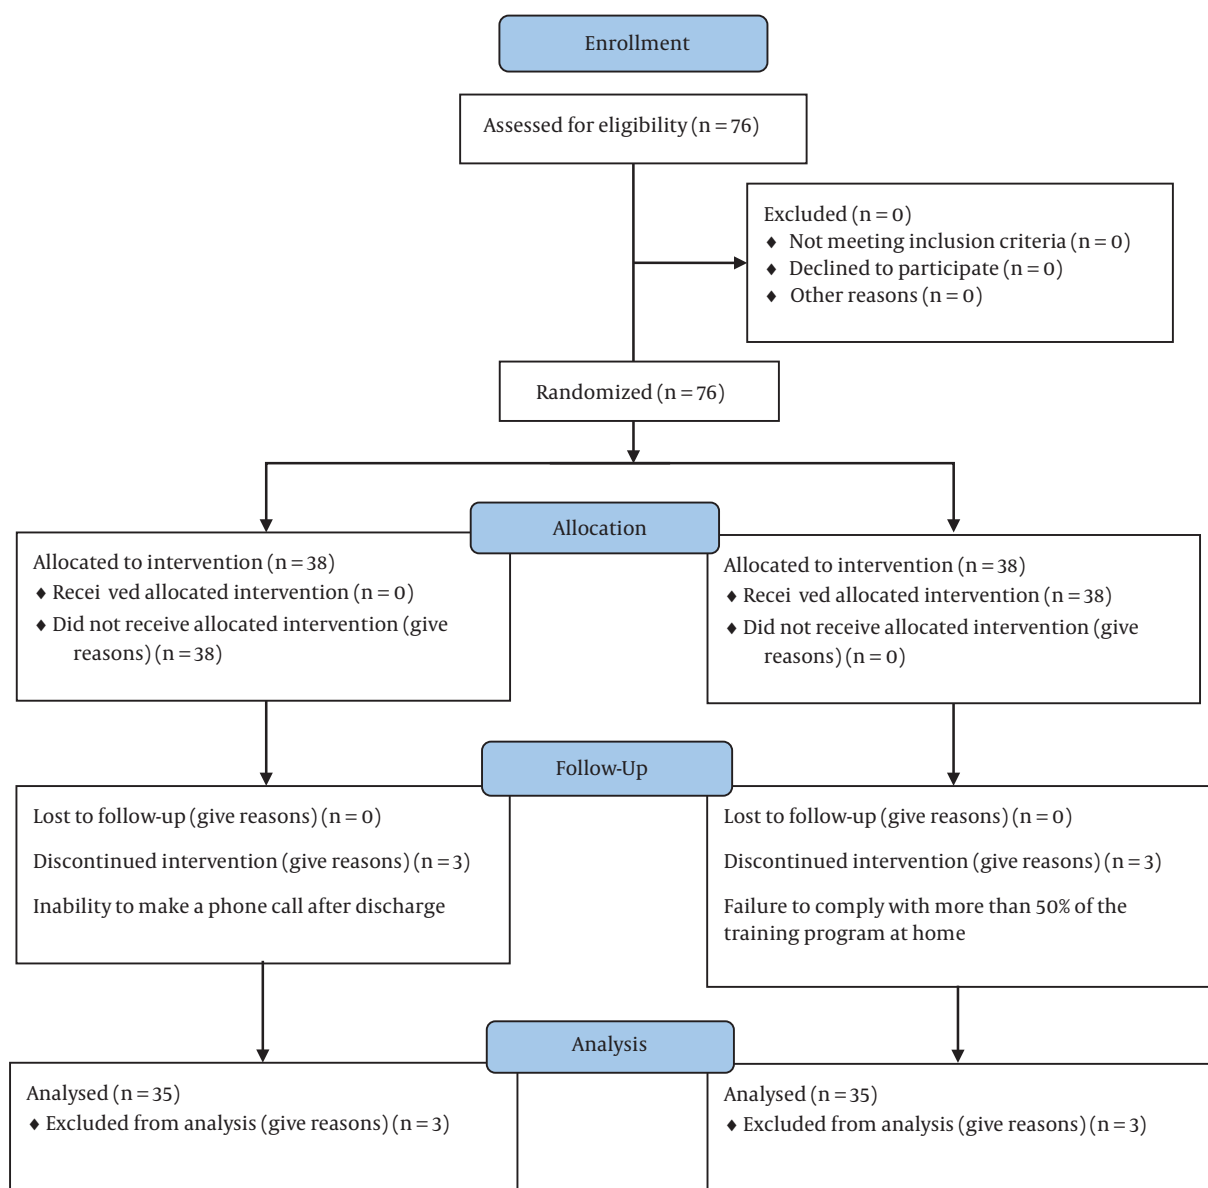 Enrollment
Assessed for eligibility (n = 76)
Excluded (n = 0)
♦ Not meeting inclusion criteria (n = 0)
♦ Declined to participate (n = 0)
♦ Other reasons (n = 0)
Randomized (n = 76)
Allocation
Allocated to intervention (n = 38)
♦ Recei ved allocated intervention (n = 0)
♦ Did not receive allocated intervention (give
reasons) (n = 38)
Allocated to intervention (n = 38)
♦ Recei ved allocated intervention (n = 38)
♦ Did not receive allocated intervention (give
reasons) (n = 0)
Follow-Up
Lost to follow-up (give reasons) (n = 0)
Discontinued intervention (give reasons) (n = 3)
Inability to make a phone call after discharge
Lost to follow-up (give reasons) (n = 0)
Discontinued intervention (give reasons) (n = 3)
Failure to comply with more than 50% of the
training program at home
Analysis
Analysed (n = 35)
♦ Excluded from analysis (give reasons) (n = 3)
Analysed (n = 35)
♦ Excluded from analysis (give reasons) (n = 3)